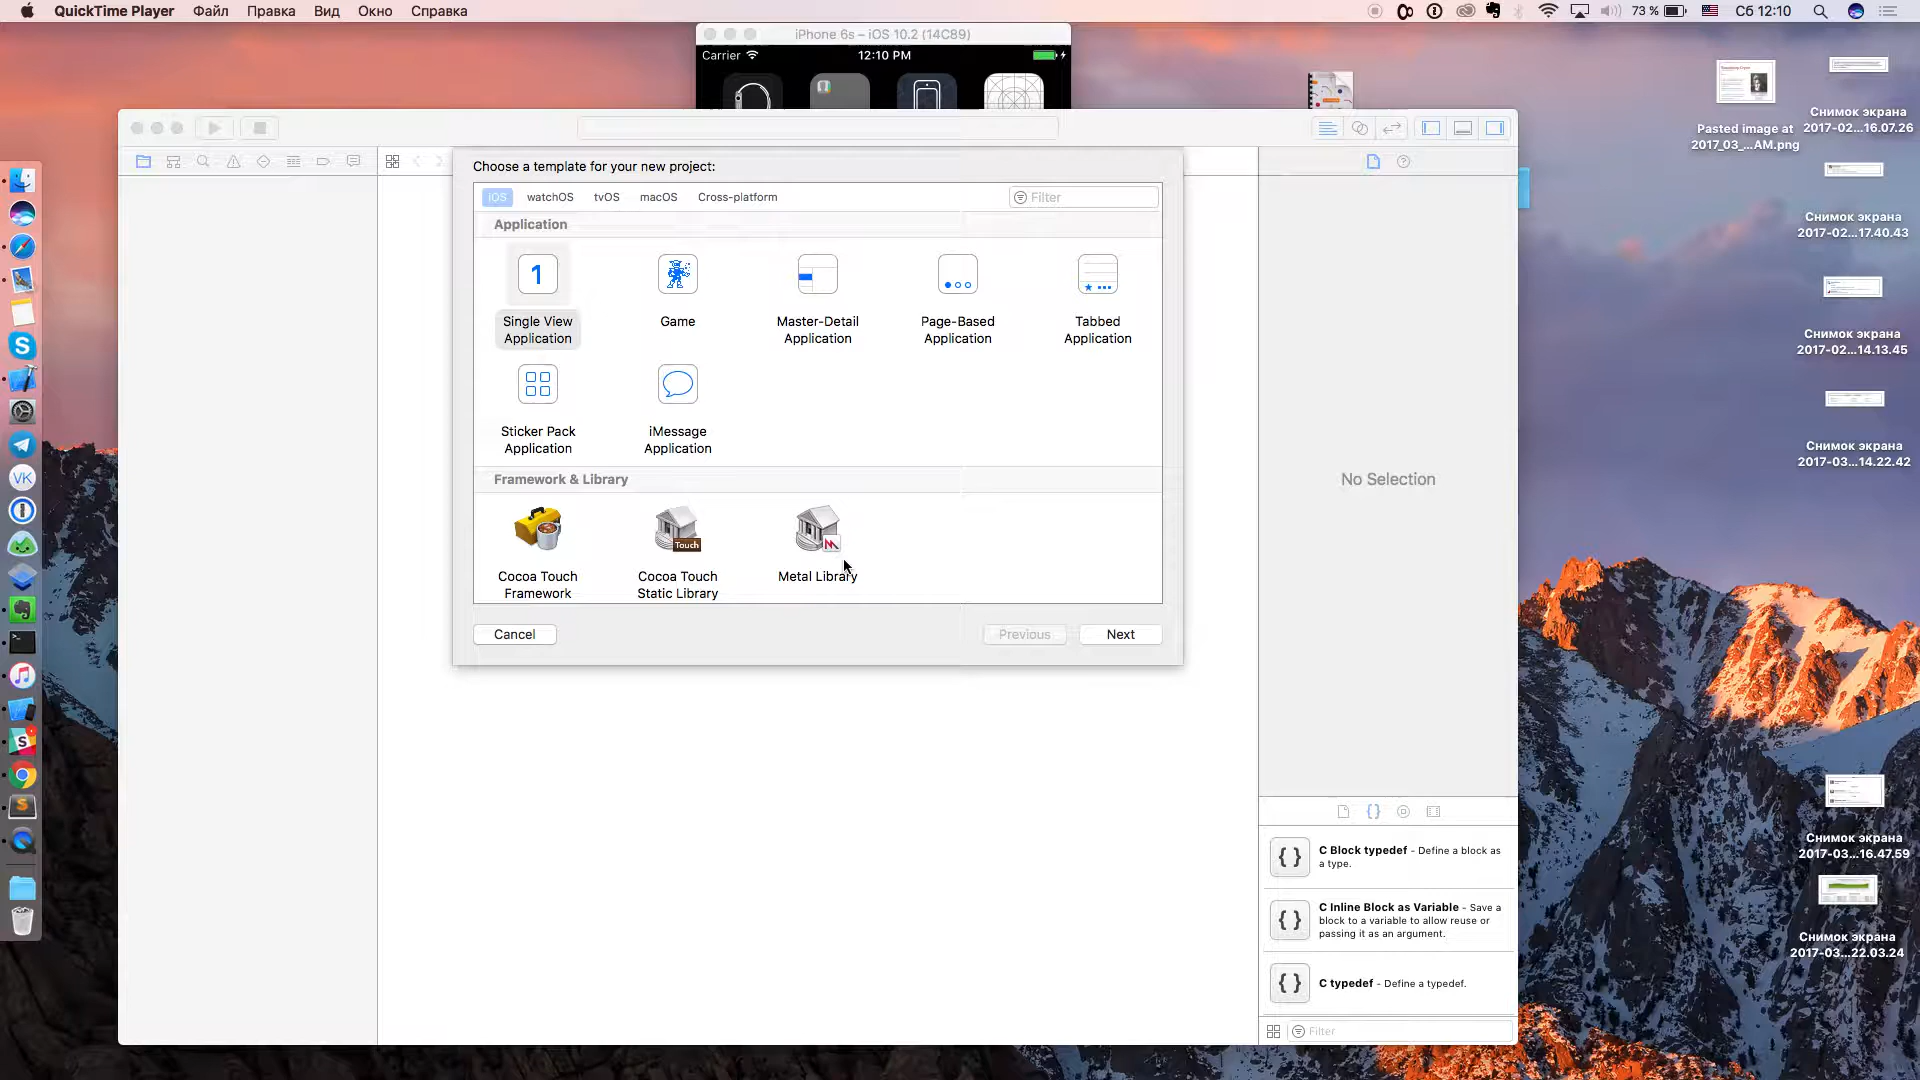 QuickTime Player Файл Правка Вид Окно Справка
73 % Сб 12:10
iPhone 6s – iOS 10.2 (14C89)
Carrier 12:10 PM
Choose a template for your new project:
iOS watchOS tvOS macOS Cross-platform Filter
Application
1
Single View
Application
Game
Master-Detail
Application
Page-Based
Application
Tabbed
Application
Sticker Pack
Application
iMessage
Application
Framework & Library
Touch
Cocoa Touch
Framework
Cocoa Touch
Static Library
Metal Library
Cancel Previous Next
No Selection
{ } C Block typedef - Define a block as
a type.
{ } C Inline Block as Variable - Save a
block to a variable to allow reuse or
passing it as an argument.
{ } C typedef - Define a typedef.
Filter
Pasted image at
2017_03_...AM.png
Снимок экрана
2017-02...16.07.26
Снимок экрана
2017-02...17.40.43
Снимок экрана
2017-02...14.13.45
Снимок экрана
2017-03...14.22.42
Снимок экрана
2017-03...16.47.59
Снимок экрана
2017-03...22.03.24